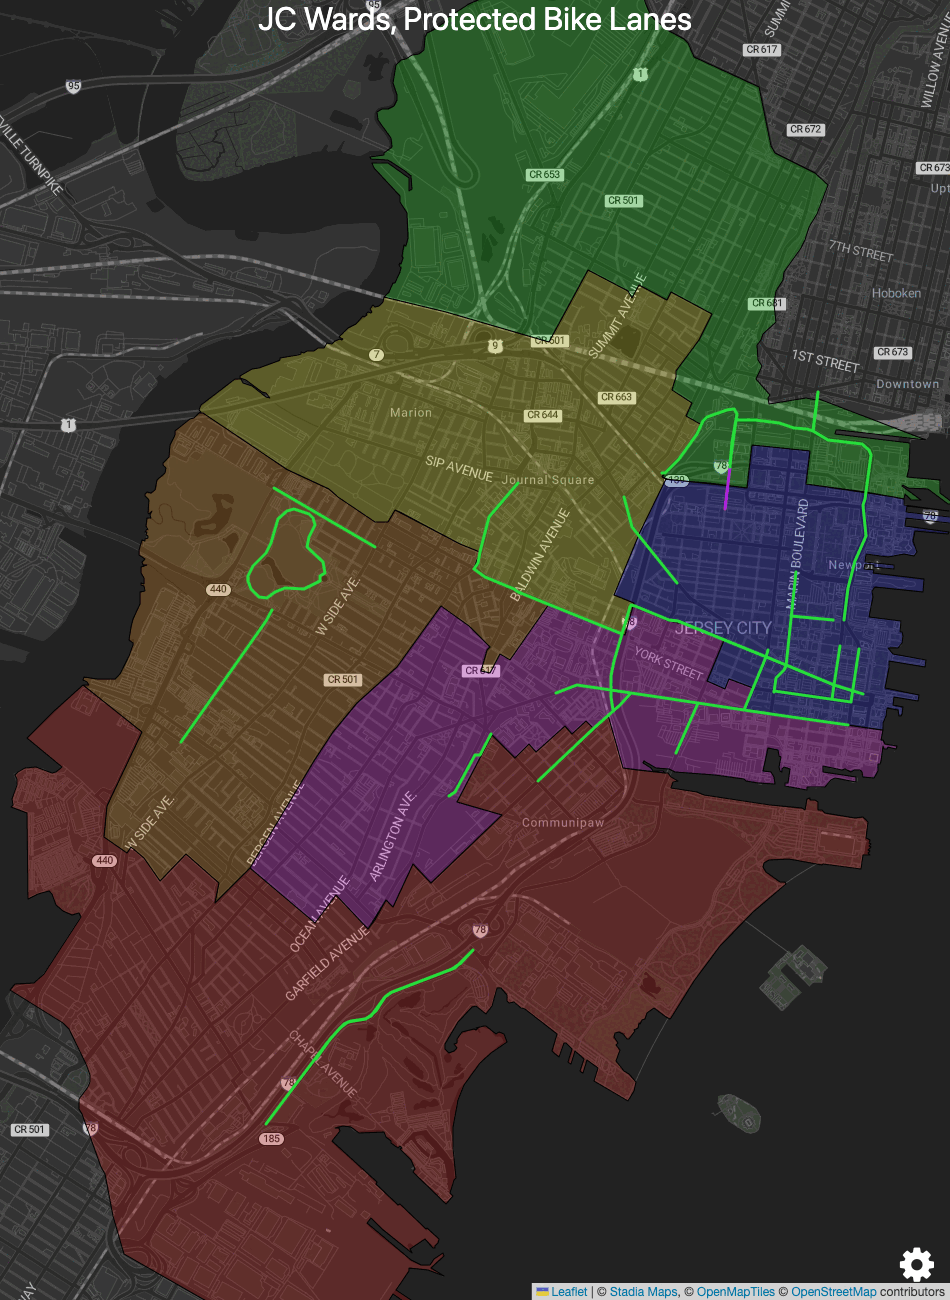 JC Wards, Protected Bike Lanes
95
SUMMI
CR 617
WILLOW AVENU
95
1
VILLE TURNPIKE
CR 672
CR 673
CR 653
Upt
CR 501
7TH STREET
Hoboken
CR 681
SUMMIT AVENUE
7
9
CR 501
CR 673
1ST STREET
Downtown
CR 663
Marion
CR 644
1
SIP AVENUE
78
Journal Square
139
78
MARIN BOULEVARD
BALDWIN AVENUE
Newport
440
W SIDE AVE.
78
JERSEY CITY
YORK STREET
CR 617
CR 501
W SIDE AVE.
BERGEN AVENUE
ARLINGTON AVE.
Communipaw
440
OCEAN AVENUE
78
GARFIELD AVENUE
CHAPEL AVENUE
78
CR 501
78
185
WAY
Leaflet | © Stadia Maps, © OpenMapTiles © OpenStreetMap contributors